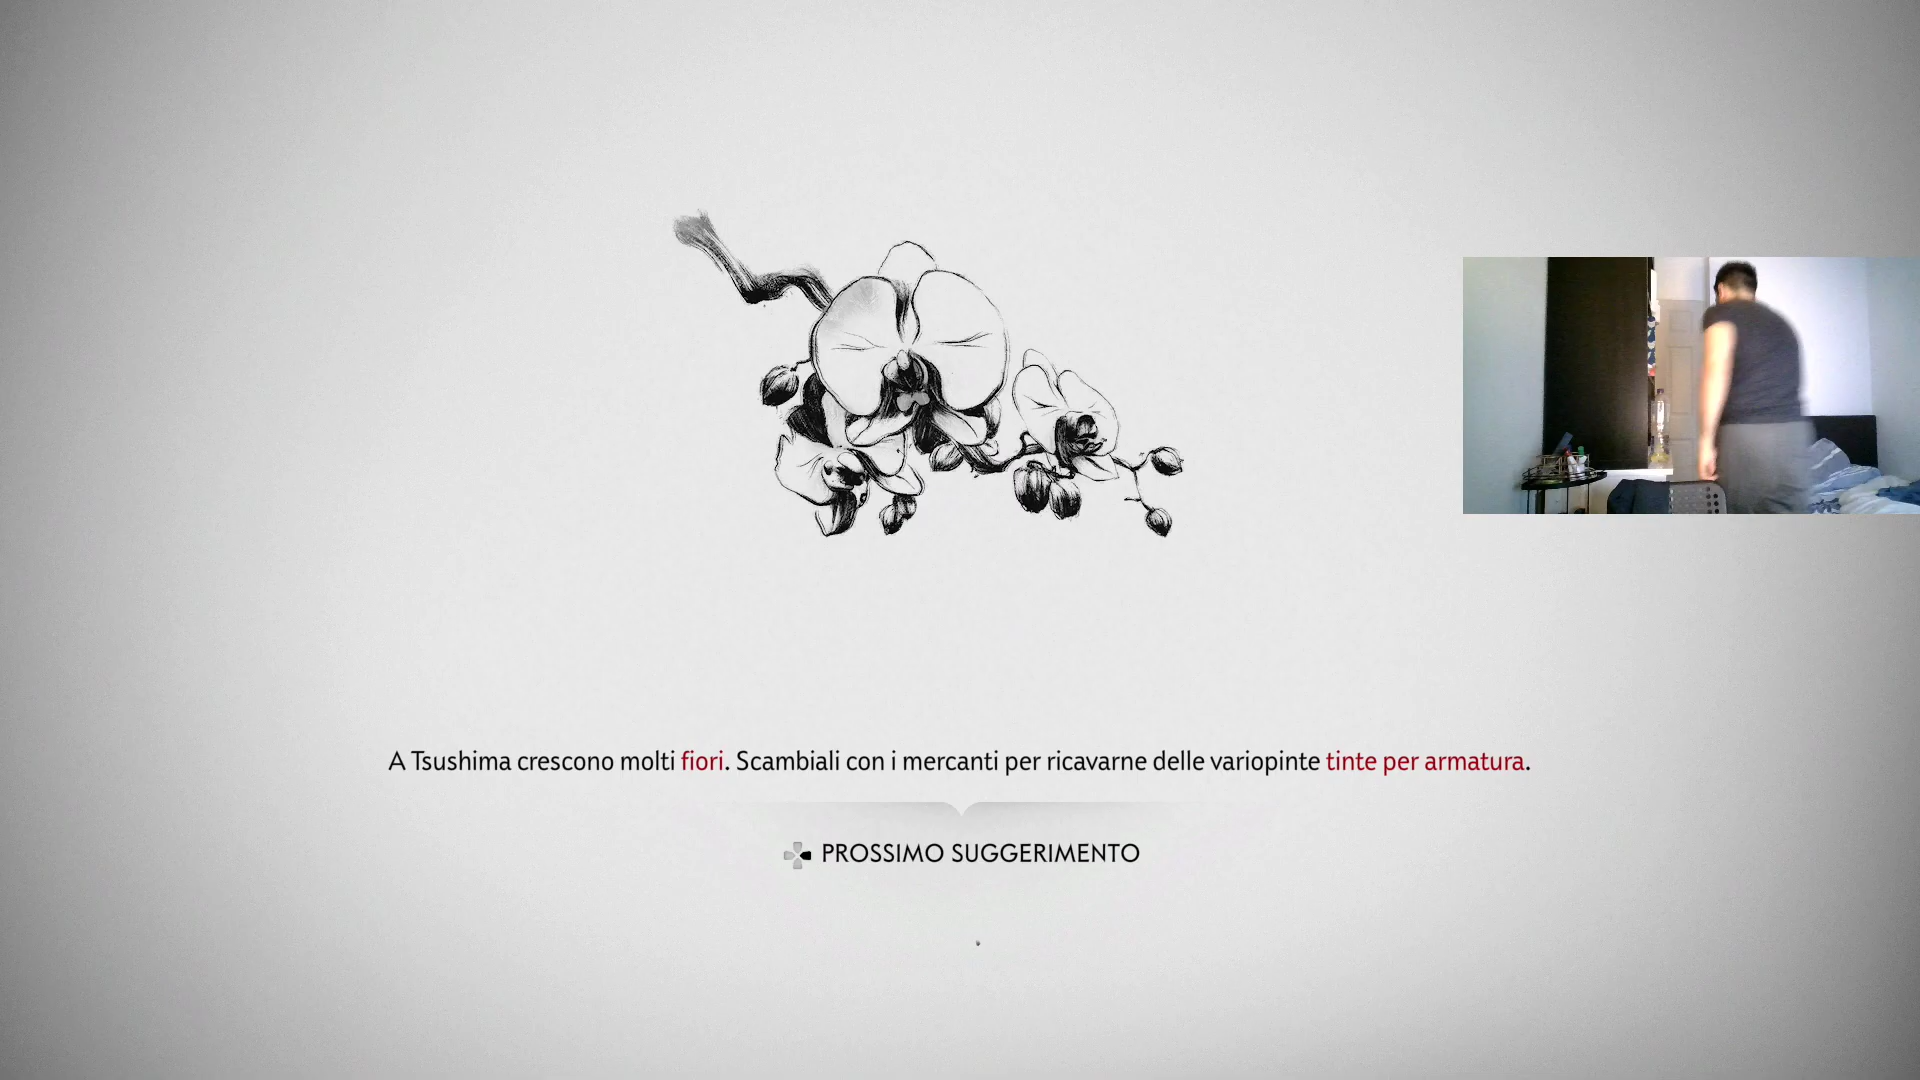 A Tsushima crescono molti fiori. Scambiali con i mercanti per ricavarne delle variopinte tinte per armatura.
PROSSIMO SUGGERIMENTO